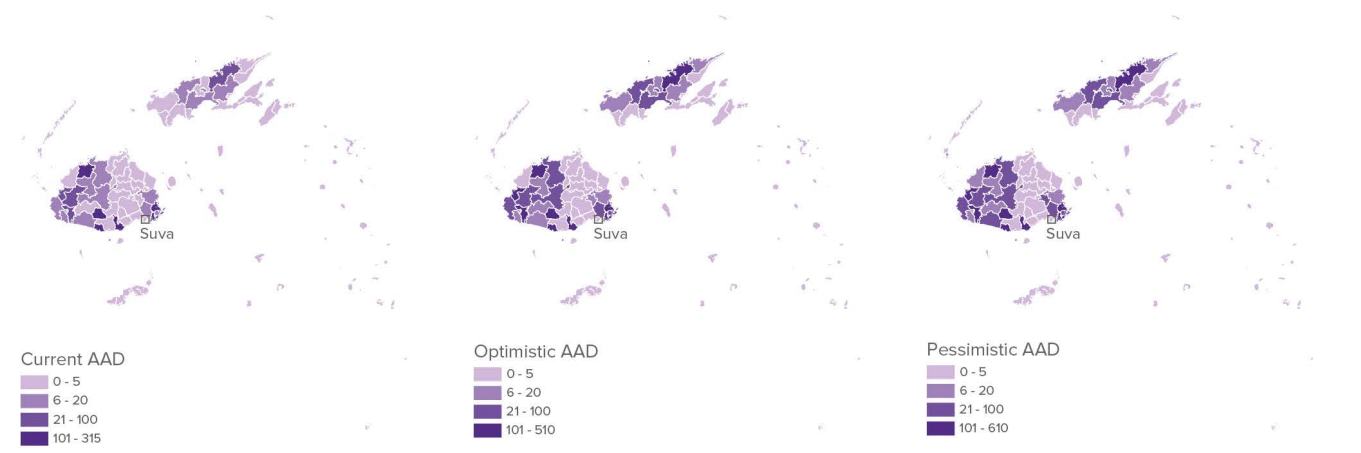 Suva
Current AAD
0 - 5
6 - 20
21 - 100
101 - 315
Suva
Optimistic AAD
0 - 5
6 - 20
21 - 100
101 - 510
Suva
Pessimistic AAD
0 - 5
6 - 20
21 - 100
101 - 610